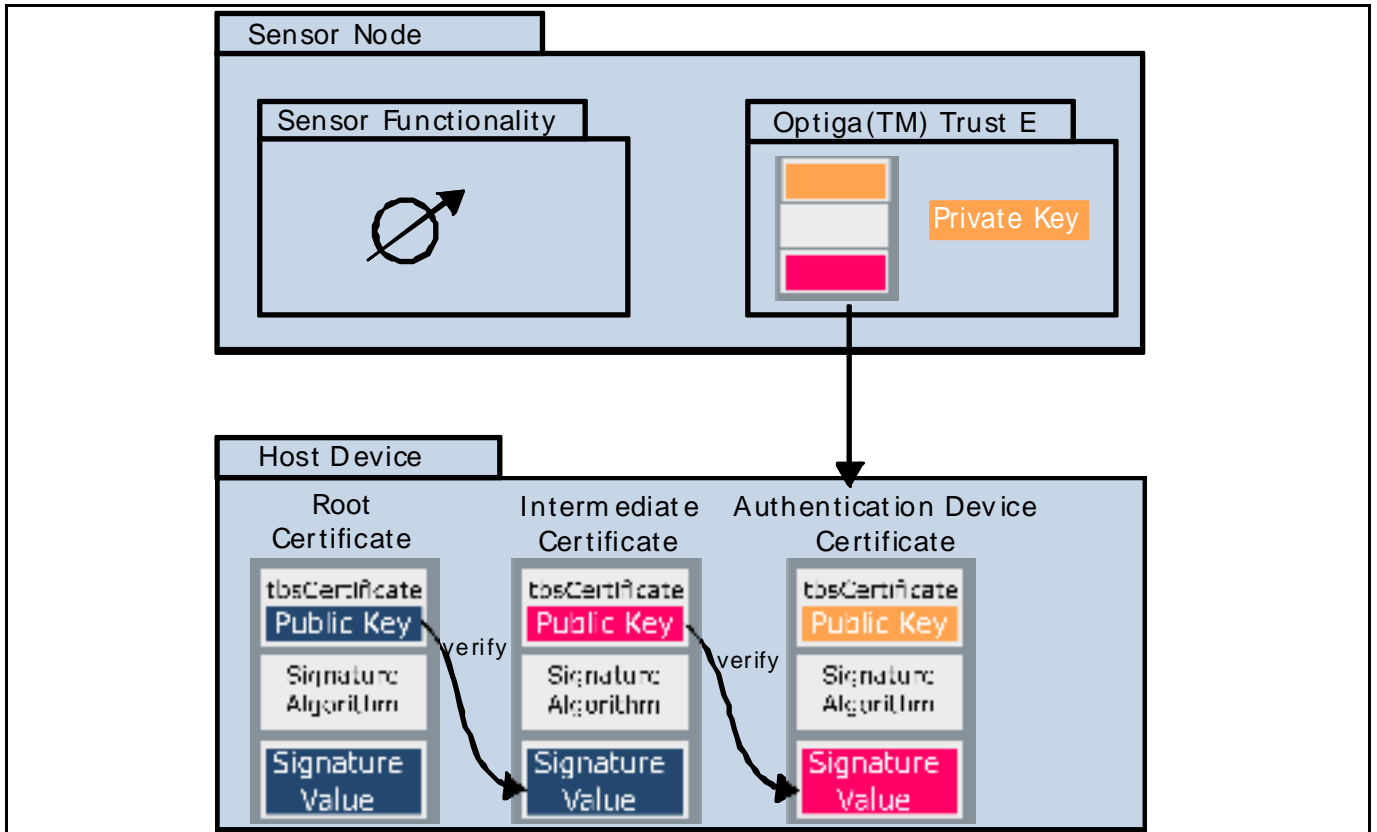 Sensor Node
Sensor Functionality
Optiga(TM) Trust E
Private Key
Host Device
Root
Certificate
Intermediate
Certificate
Authentication Device
Certificate
tbsCertificate
Public Key
Signature
Algorithm
Signature
Value
verify
tbsCertificate
Public Key
Signature
Algorithm
Signature
Value
verify
tbsCertificate
Public Key
Signature
Algorithm
Signature
Value